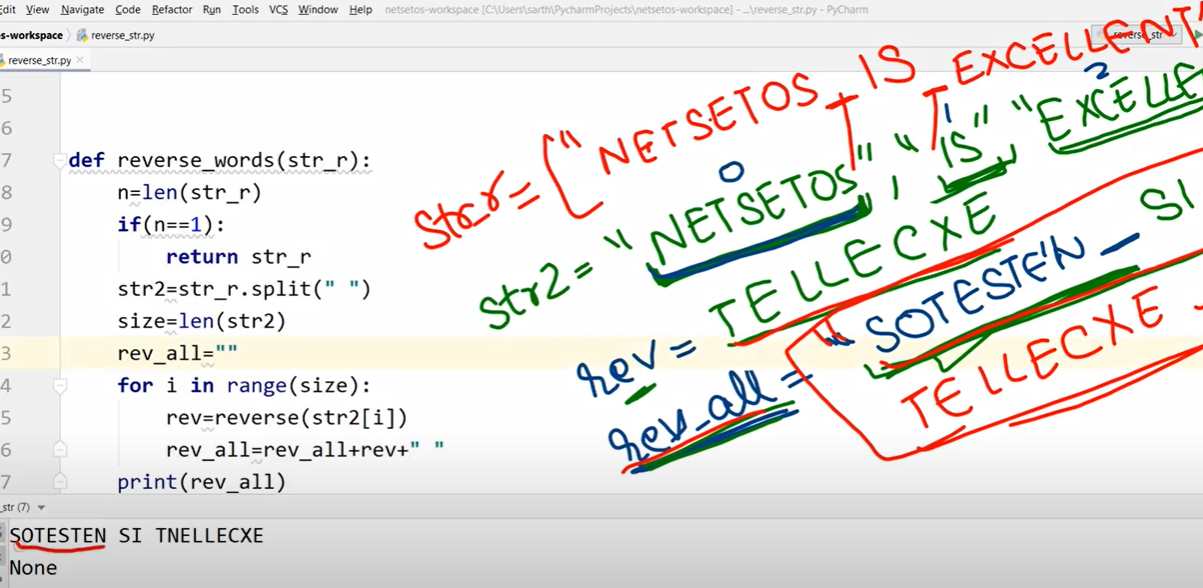 Edit View Navigate Code Refactor Run Tools VCS Window Help netsetos-workspace [C:\Users\sarth\PycharmProjects\netsetos-workspace] - ...\reverse_str.py - PyCharm
os-workspace reverse_str.py reverse_str
reverse_str.py
5
6
7 def reverse_words(str_r):
8 n=len(str_r)
9 if(n==1):
0 return str_r
1 str2=str_r.split(" ")
2 size=len(str2)
3 rev_all=""
4 for i in range(size):
5 rev=reverse(str2[i])
6 rev_all=rev_all+rev+" "
7 print(rev_all)
str_r= "NETSETOS IS EXCELLENT"
0 1 2
str2= "NETSETOS", "IS" "EXCELLE
rev= TELLECXE SI
rev_all= "SOTESTEN -
TELLECXE
_str (7)
SOTESTEN SI TNELLECXE
None